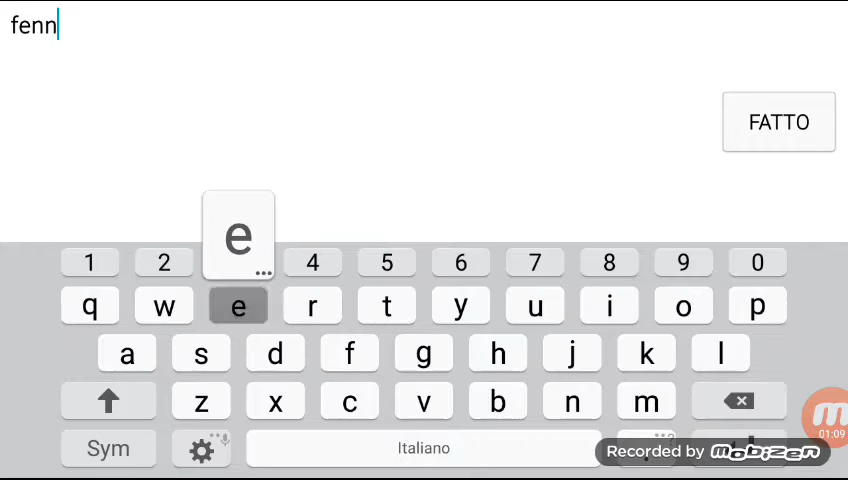 fenn
FATTO
e
1 2 4 5 6 7 8 9 0
q w e r t y u i o p
a s d f g h j k l
z x c v b n m
01:09
Sym Italiano
Recorded by mobizen